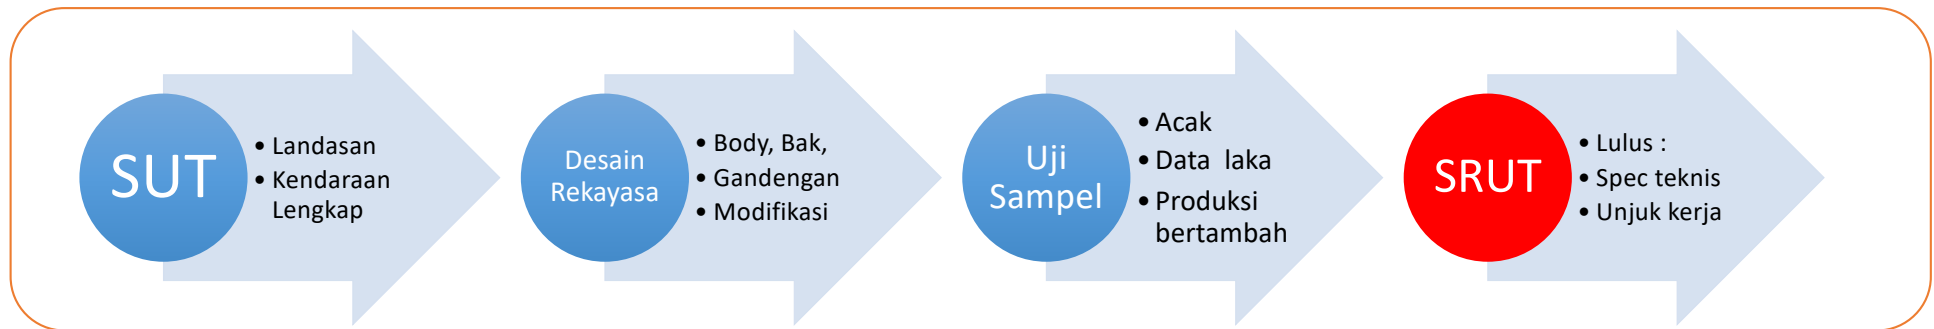 SUT
• Landasan
• Kendaraan
Lengkap
Desain
Rekayasa
• Body, Bak,
• Gandengan
• Modifikasi
Uji
Sampel
• Acak
• Data laka
• Produksi
bertambah
SRUT
• Lulus :
• Spec teknis
• Unjuk kerja